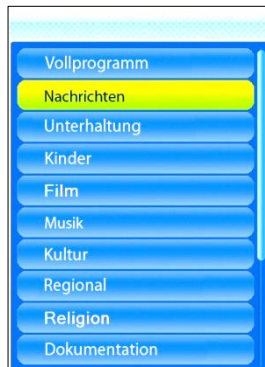 Vollprogramm
Nachrichten
Unterhaltung
Kinder
Film
Musik
Kultur
Regional
Religion
Dokumentation